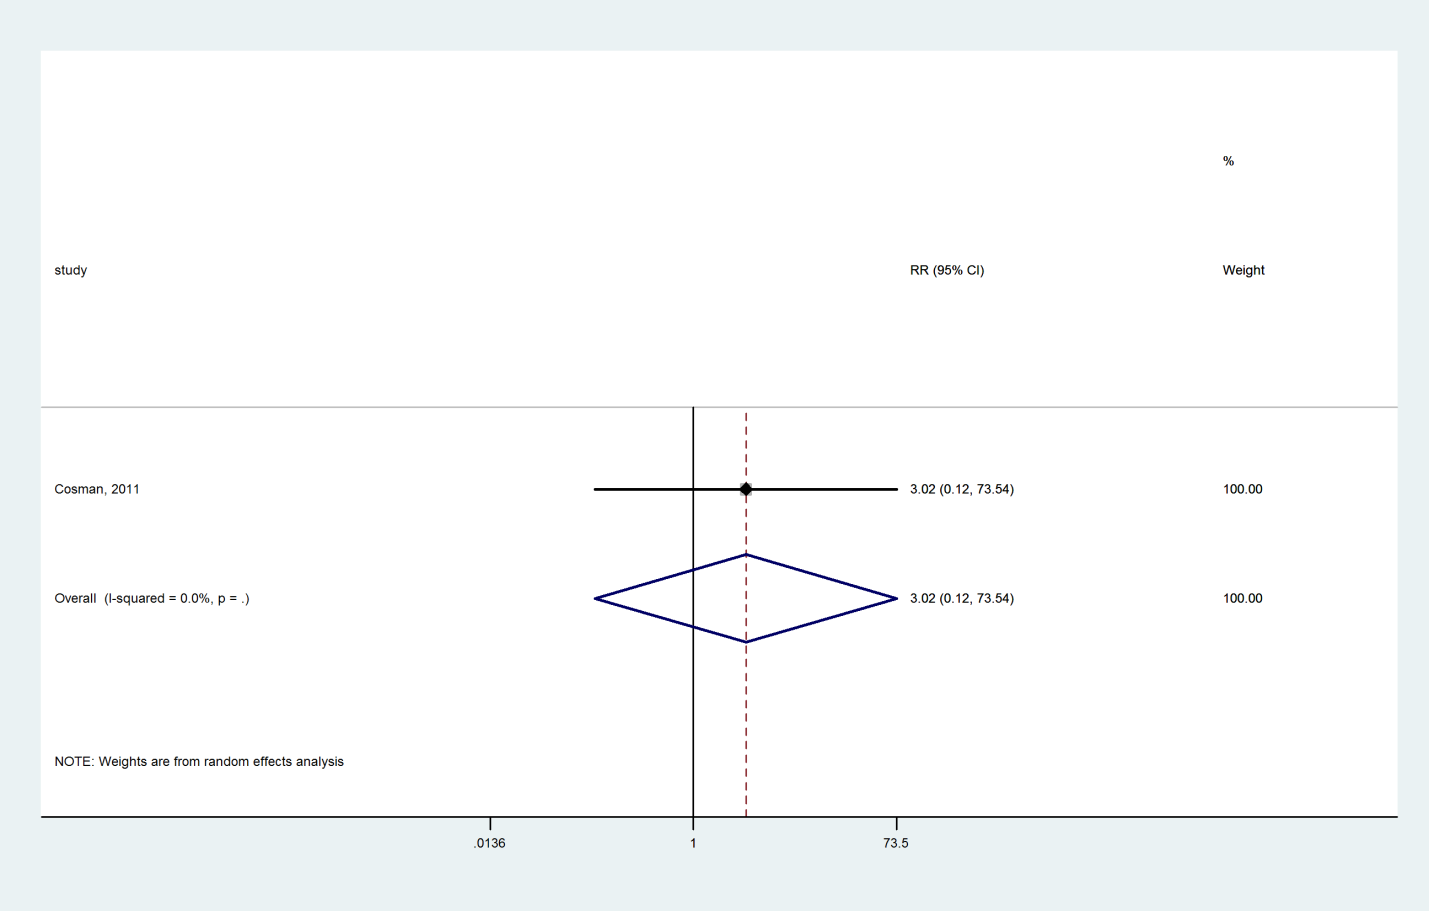 %
study RR (95% CI) Weight
Cosman, 2011 3.02 (0.12, 73.54) 100.00
Overall  (I-squared = 0.0%, p = .) 3.02 (0.12, 73.54) 100.00
NOTE: Weights are from random effects analysis
.0136 1 73.5